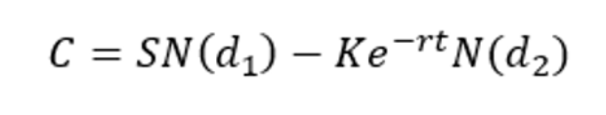 C = SN(d₁) − Ke⁻ʳᵗN(d₂)